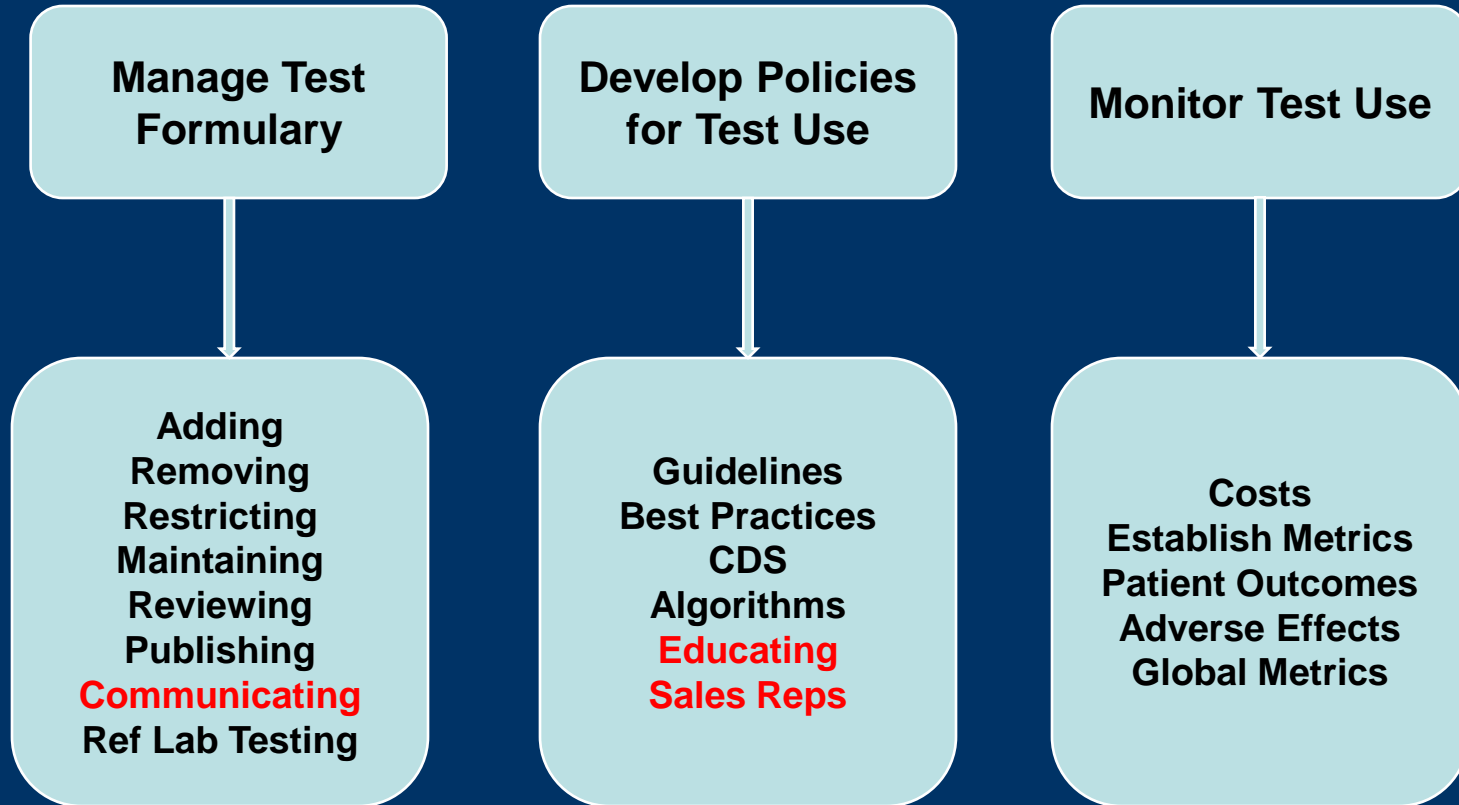 Manage Test
Formulary
Develop Policies
for Test Use
Monitor Test Use
Adding
Removing
Restricting
Maintaining
Reviewing
Publishing
Communicating
Ref Lab Testing
Guidelines
Best Practices
CDS
Algorithms
Educating
Sales Reps
Costs
Establish Metrics
Patient Outcomes
Adverse Effects
Global Metrics